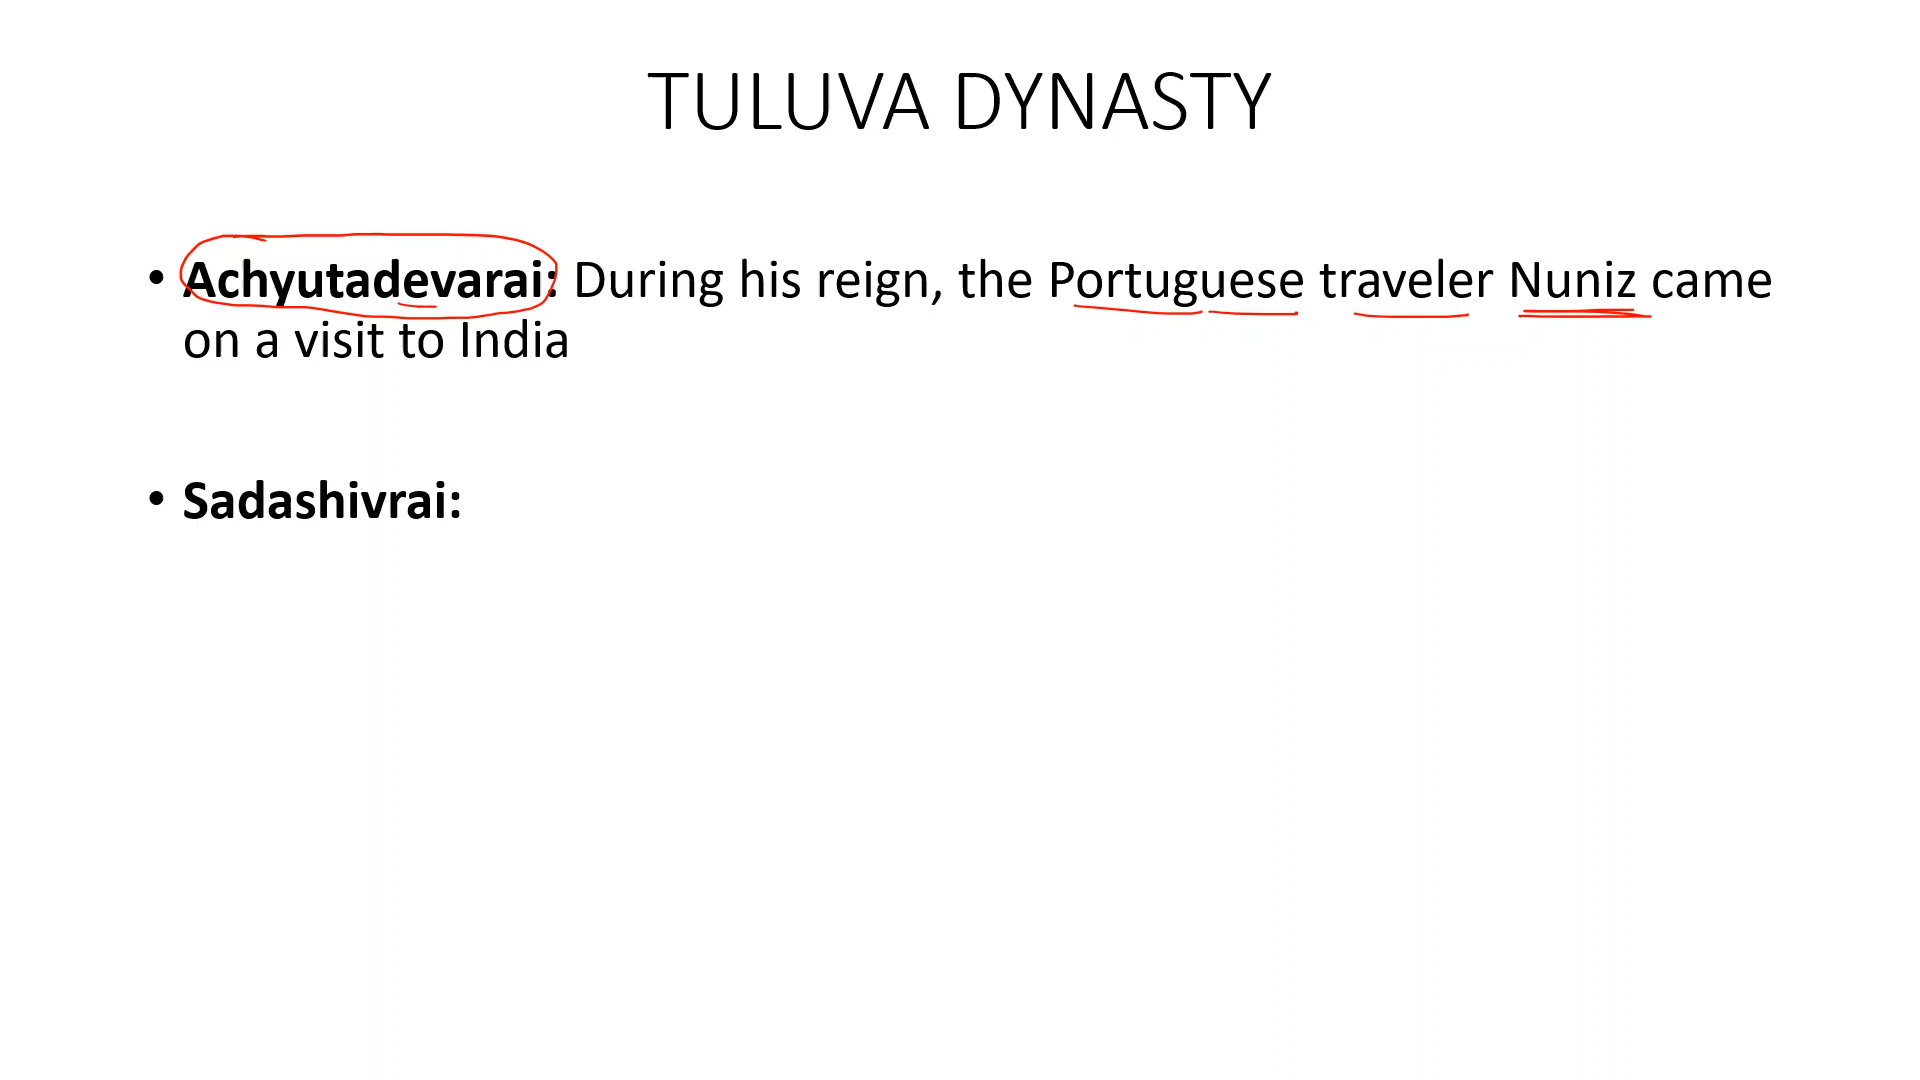 TULUVA DYNASTY
• Achyutadevarai: During his reign, the Portuguese traveler Nuniz came
on a visit to India
• Sadashivrai: